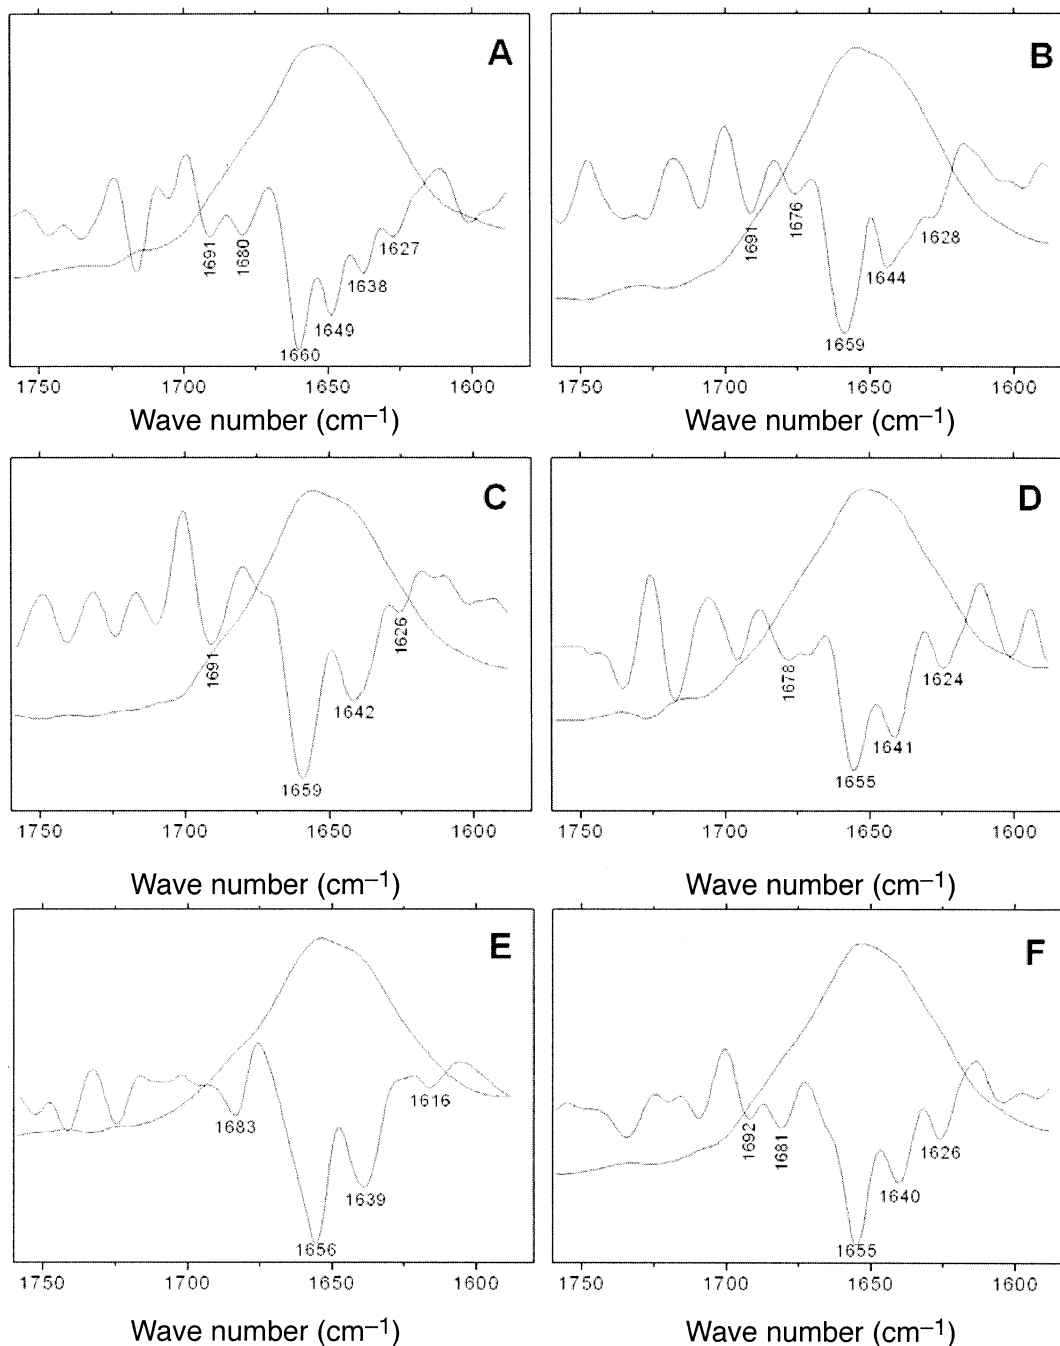 A
1691
1680
1627
1638
1649
1660
1750 1700 1650 1600
Wave number (cm–1)
B
1691
1676
1628
1644
1659
1750 1700 1650 1600
Wave number (cm–1)
C
1691
1626
1642
1659
1750 1700 1650 1600
Wave number (cm–1)
D
1678
1624
1641
1655
1750 1700 1650 1600
Wave number (cm–1)
E
1683
1616
1639
1656
1750 1700 1650 1600
Wave number (cm–1)
F
1692
1681
1626
1640
1655
1750 1700 1650 1600
Wave number (cm–1)